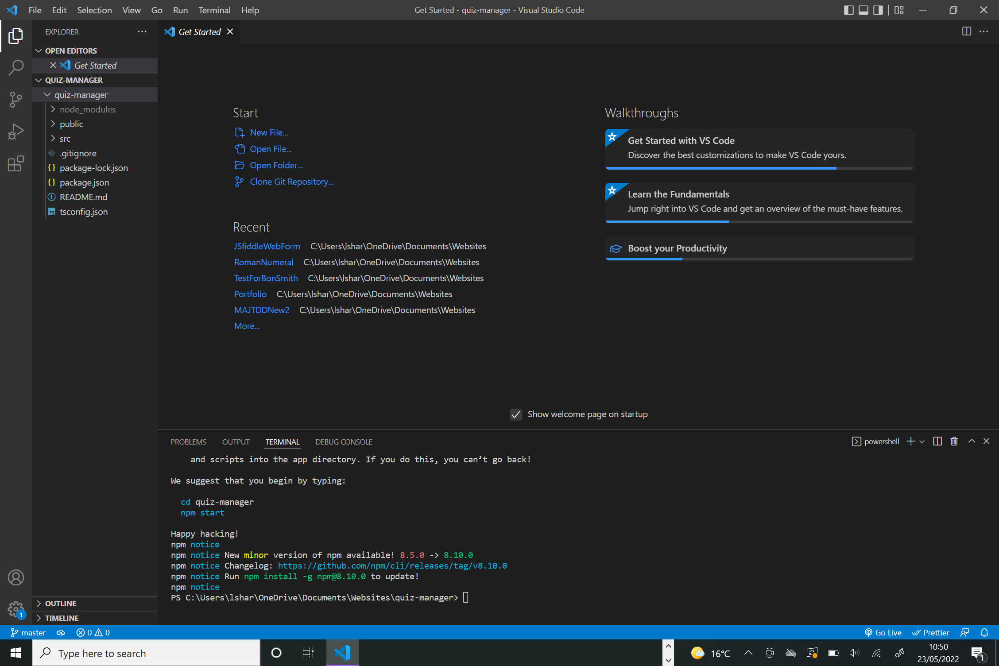 File Edit Selection View Go Run Terminal Help
Get Started - quiz-manager - Visual Studio Code
EXPLORER
OPEN EDITORS
Get Started
QUIZ-MANAGER
quiz-manager
node_modules
public
src
.gitignore
package-lock.json
package.json
README.md
TS tsconfig.json
OUTLINE
TIMELINE
1
Get Started
Start
New File...
Open File...
Open Folder...
Clone Git Repository...
Recent
JSfiddleWebForm C:\Users\lshar\OneDrive\Documents\Websites
RomanNumeral C:\Users\lshar\OneDrive\Documents\Websites
TestForBonSmith C:\Users\lshar\OneDrive\Documents\Websites
Portfolio C:\Users\lshar\OneDrive\Documents\Websites
MAJTDDNew2 C:\Users\lshar\OneDrive\Documents\Websites
More...
Walkthroughs
Get Started with VS Code
Discover the best customizations to make VS Code yours.
Learn the Fundamentals
Jump right into VS Code and get an overview of the must-have features.
Boost your Productivity
Show welcome page on startup
PROBLEMS OUTPUT TERMINAL DEBUG CONSOLE
powershell
and scripts into the app directory. If you do this, you can’t go back!
We suggest that you begin by typing:
cd quiz-manager
npm start
Happy hacking!
npm notice
npm notice New minor version of npm available! 8.5.0 -> 8.10.0
npm notice Changelog: https://github.com/npm/cli/releases/tag/v8.10.0
npm notice Run npm install -g npm@8.10.0 to update!
npm notice
PS C:\Users\lshar\OneDrive\Documents\Websites\quiz-manager>
master 0 0
Go Live Prettier
Type here to search
16°C
10:50
23/05/2022
1